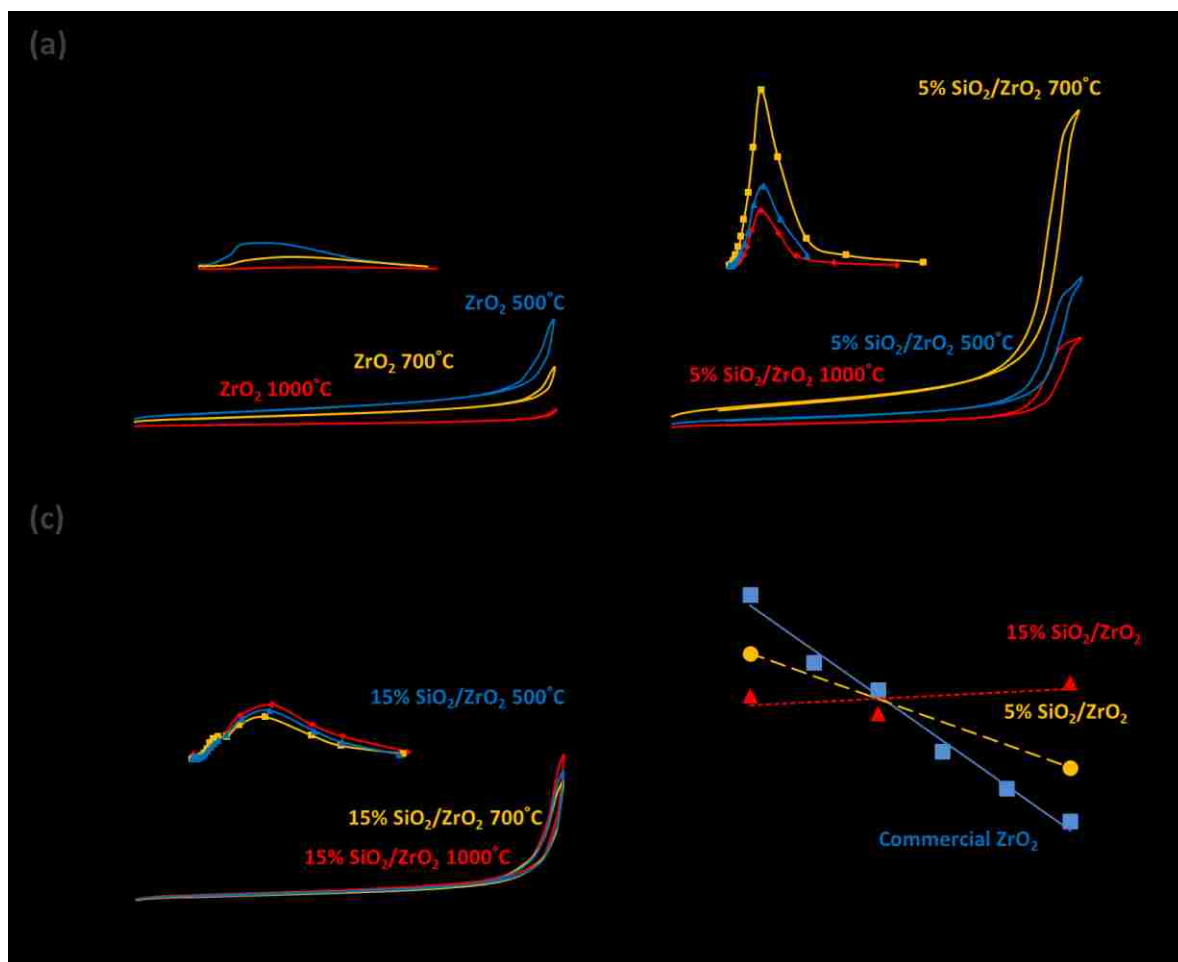 (a)
5% SiO₂/ZrO₂ 700°C
ZrO₂ 500°C
ZrO₂ 700°C
ZrO₂ 1000°C
5% SiO₂/ZrO₂ 500°C
5% SiO₂/ZrO₂ 1000°C
(c)
15% SiO₂/ZrO₂ 500°C
15% SiO₂/ZrO₂ 700°C
15% SiO₂/ZrO₂ 1000°C
15% SiO₂/ZrO₂
5% SiO₂/ZrO₂
Commercial ZrO₂